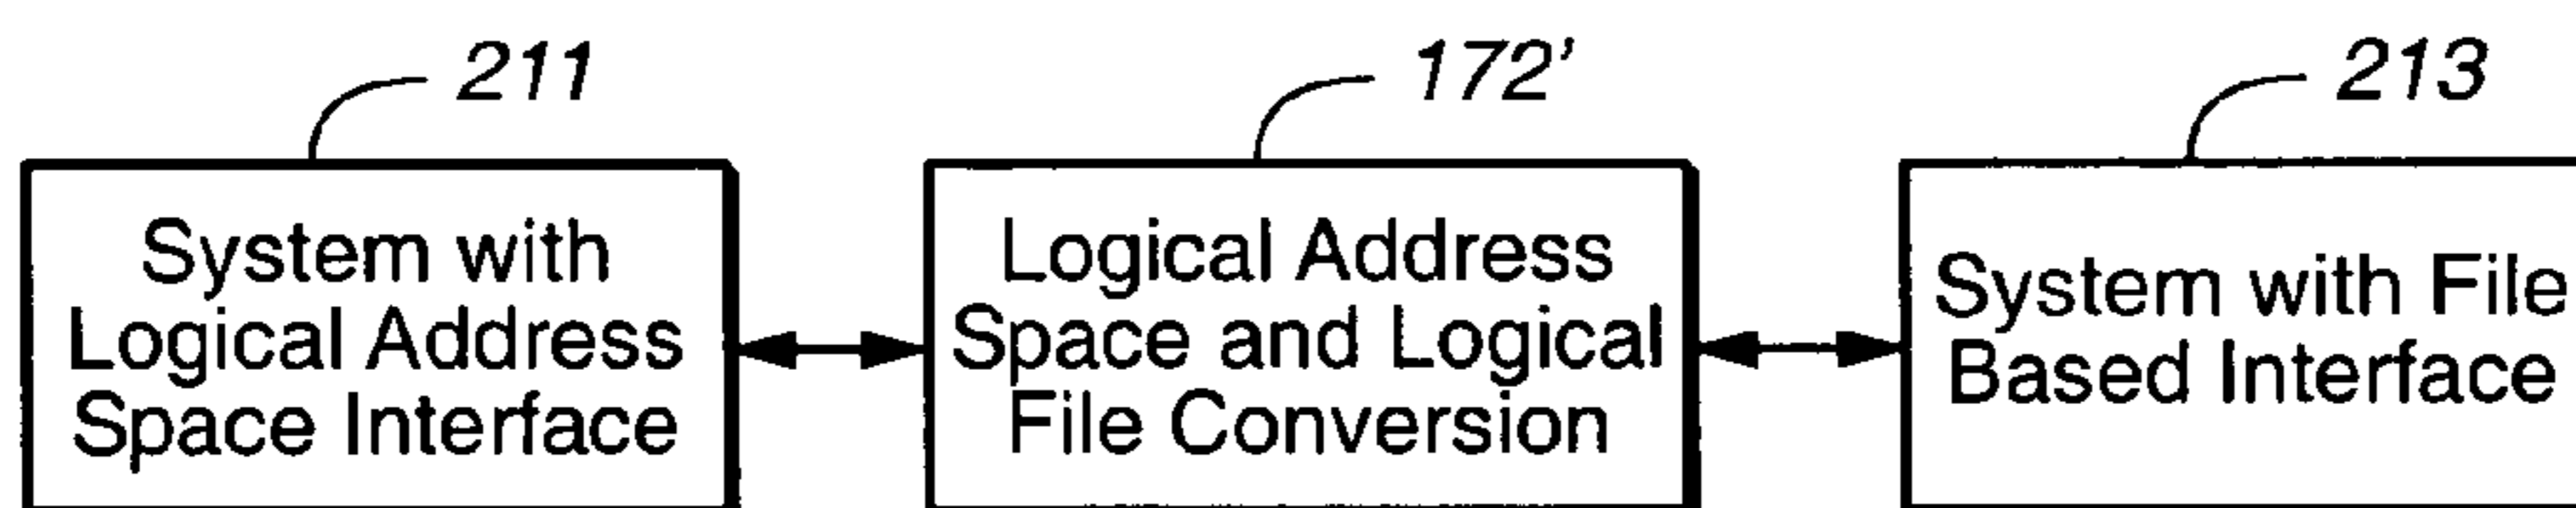 211
172'
213
System with
Logical Address
Space Interface
Logical Address
Space and Logical
File Conversion
System with File
Based Interface